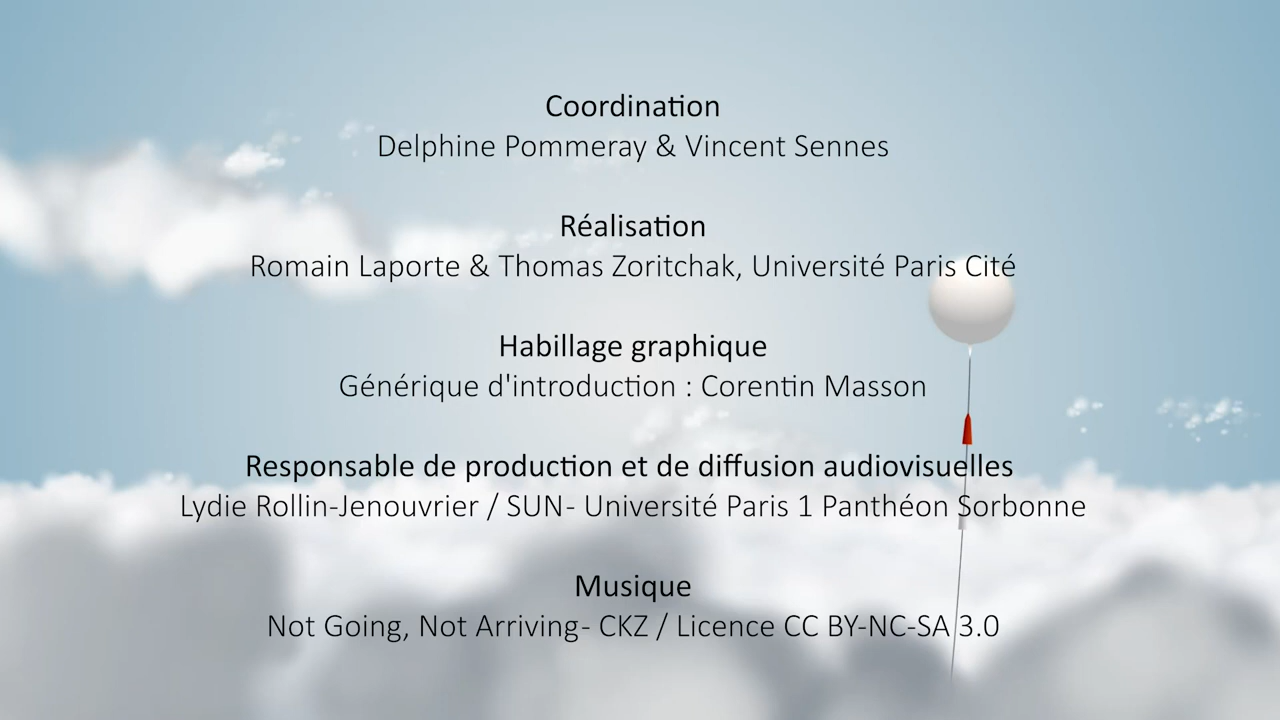 Coordination
Delphine Pommeray & Vincent Sennes
Réalisation
Romain Laporte & Thomas Zoritchak, Université Paris Cité
Habillage graphique
Générique d'introduction : Corentin Masson
Responsable de production et de diffusion audiovisuelles
Lydie Rollin-Jenouvrier / SUN- Université Paris 1 Panthéon Sorbonne
Musique
Not Going, Not Arriving- CKZ / Licence CC BY-NC-SA 3.0